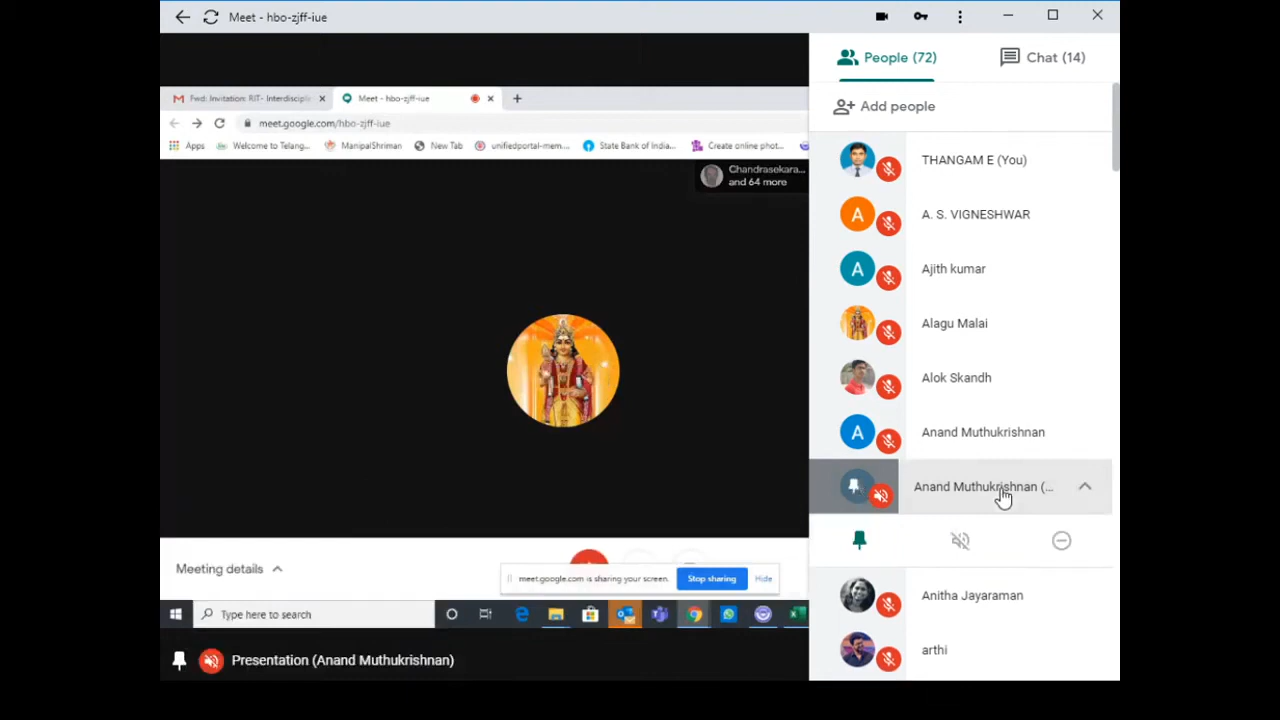 Meet - hbo-zjff-iue
People (72)
Chat (14)
Add people
Fwd: Invitation: RIT- Interdiscipli
Meet - hbo-zjff-iue
meet.google.com/hbo-zjff-iue
Apps
Welcome to Telang...
ManipalShriman
New Tab
unifiedportal-mem...
State Bank of India...
Create online phot...
Chandrasekara...
and 64 more
THANGAM E (You)
A
A. S. VIGNESHWAR
A
Ajith kumar
Alagu Malai
Alok Skandh
A
Anand Muthukrishnan
Anand Muthukrishnan (...
Anitha Jayaraman
arthi
Meeting details
meet.google.com is sharing your screen.
Stop sharing
Hide
Type here to search
Presentation (Anand Muthukrishnan)